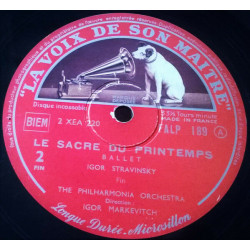 "LA VOIX DE SON MAÎTRE"
Disque incassable
33 1/3 Tours minute
MADE IN FRANCE
BIEM
2 XEA 220
FALP 189 A
LE SACRE DU PRINTEMPS
BALLET
2
FIN
IGOR STRAVINSKY
Fin
THE PHILHARMONIA ORCHESTRA
Direction :
IGOR MARKEVITCH
Longue Durée-Microsillon